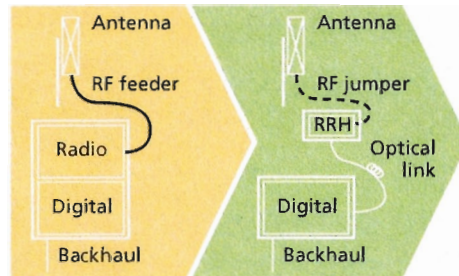 Antenna
RF feeder
Radio
Digital
Backhaul
Antenna
RF jumper
RRH
Optical
link
Digital
Backhaul